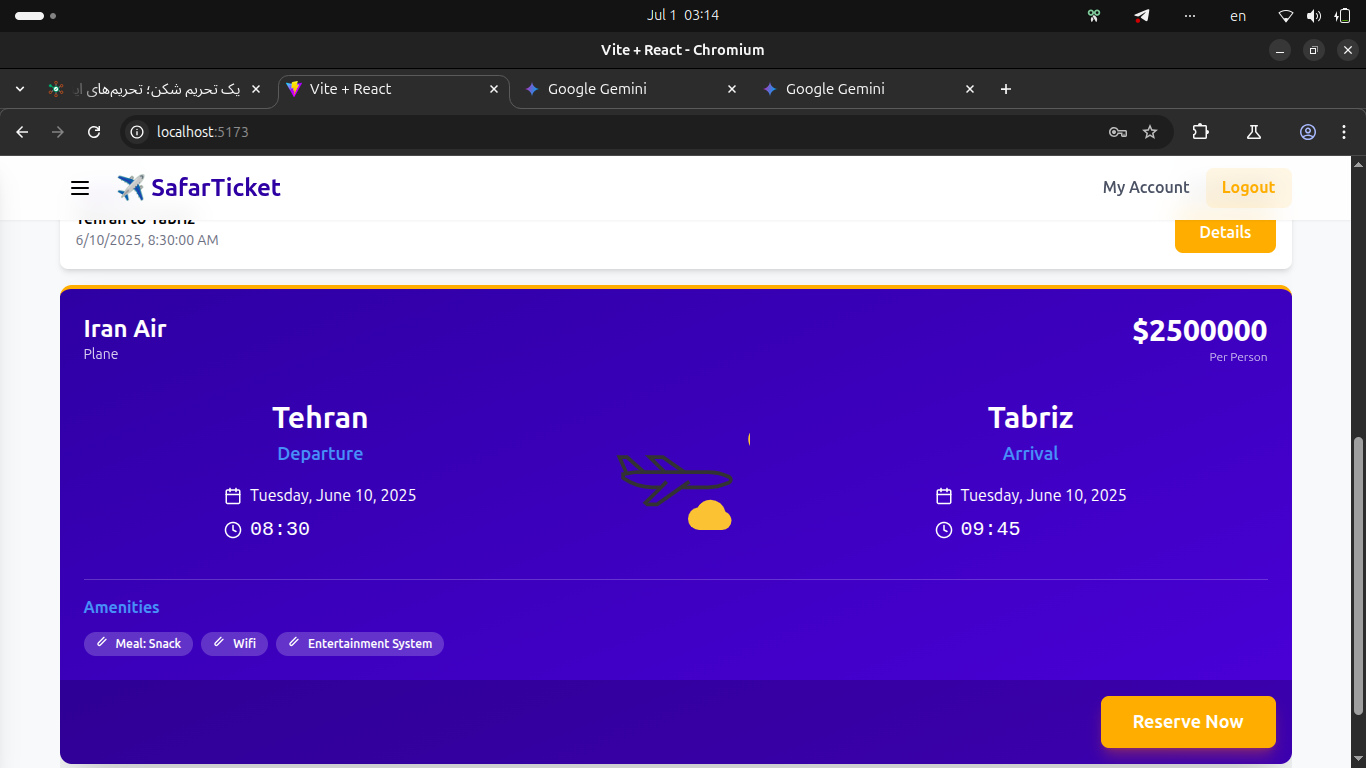 Jul 1 03:14
en
Vite + React - Chromium
یک تحریم شکن؛ تحریم‌های
Vite + React
Google Gemini
Google Gemini
localhost:5173
SafarTicket
My Account
Logout
Tehran to Tabriz
6/10/2025, 8:30:00 AM
Details
Iran Air
Plane
$2500000
Per Person
Tehran
Departure
Tuesday, June 10, 2025
08:30
Tabriz
Arrival
Tuesday, June 10, 2025
09:45
Amenities
Meal: Snack
Wifi
Entertainment System
Reserve Now